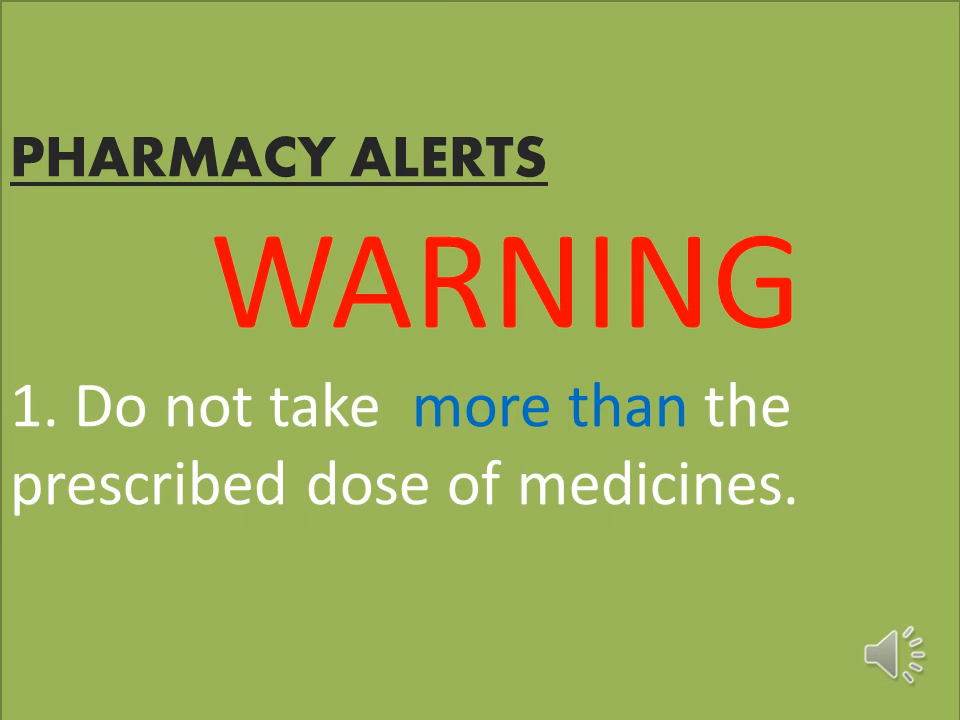 PHARMACY ALERTS
WARNING
1. Do not take more than the
prescribed dose of medicines.